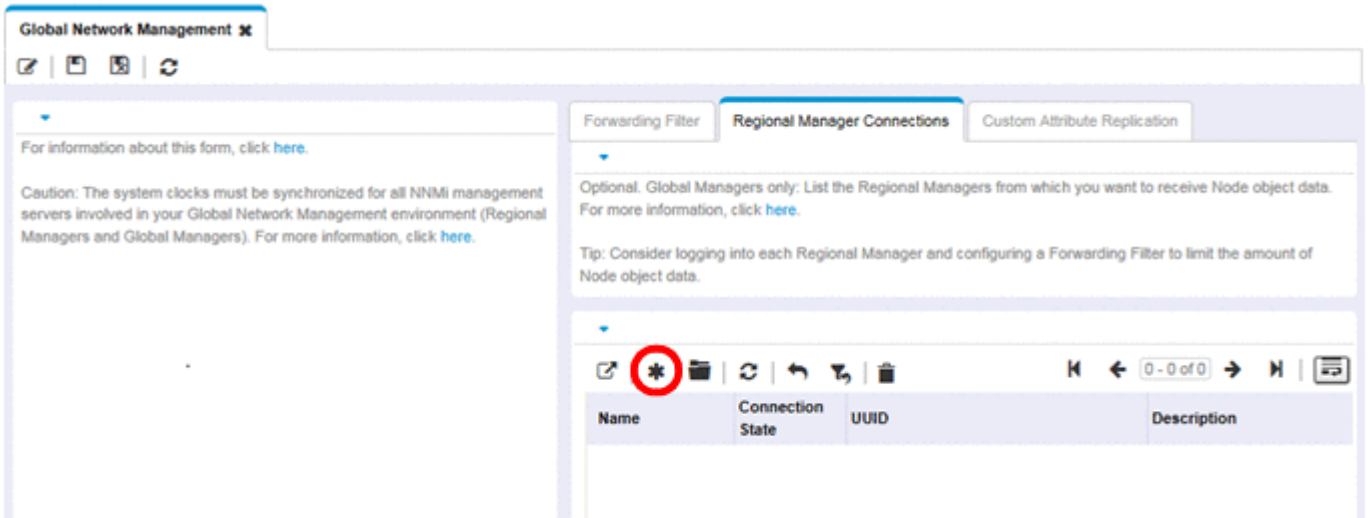 Global Network Management ✖
For information about this form, click here.
Caution: The system clocks must be synchronized for all NNMi management
servers involved in your Global Network Management environment (Regional
Managers and Global Managers). For more information, click here.
Forwarding Filter
Regional Manager Connections
Custom Attribute Replication
Optional. Global Managers only: List the Regional Managers from which you want to receive Node object data.
For more information, click here.
Tip: Consider logging into each Regional Manager and configuring a Forwarding Filter to limit the amount of
Node object data.
0 - 0 of 0
Name
Connection
State
UUID
Description